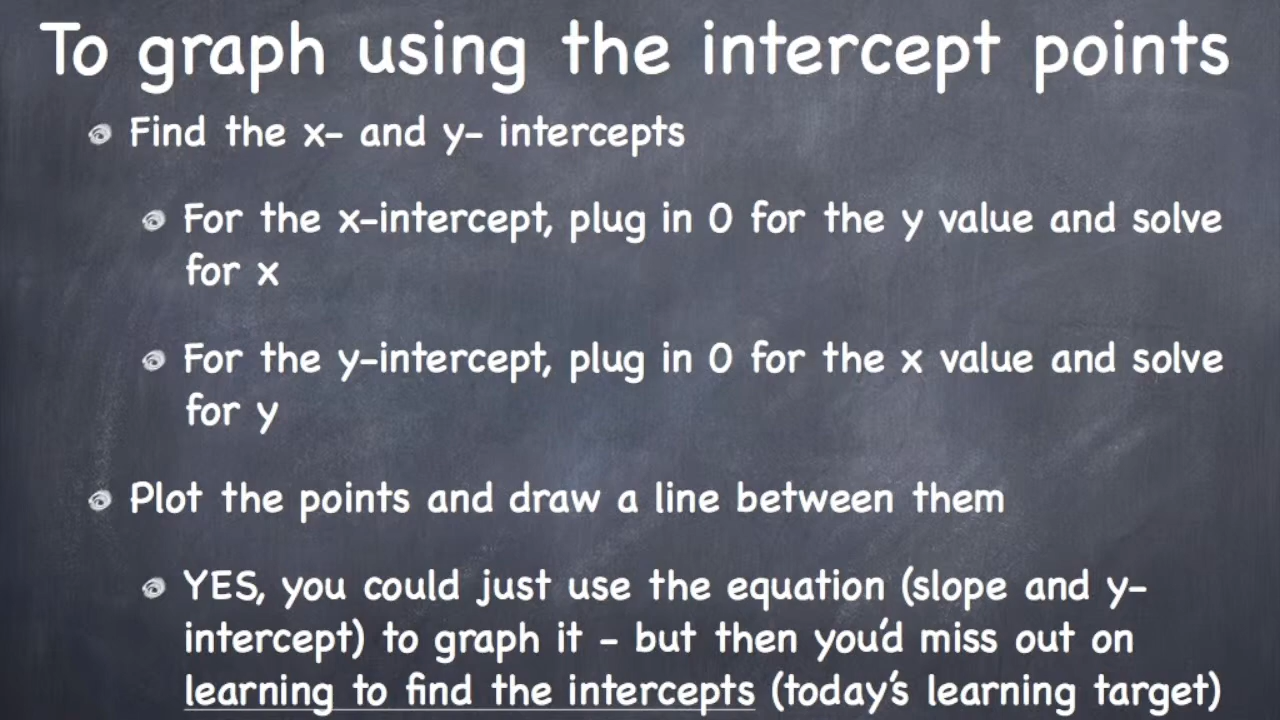 To graph using the intercept points
Find the x- and y- intercepts
For the x-intercept, plug in 0 for the y value and solve
for x
For the y-intercept, plug in 0 for the x value and solve
for y
Plot the points and draw a line between them
YES, you could just use the equation (slope and y-
intercept) to graph it - but then you'd miss out on
learning to find the intercepts (today's learning target)